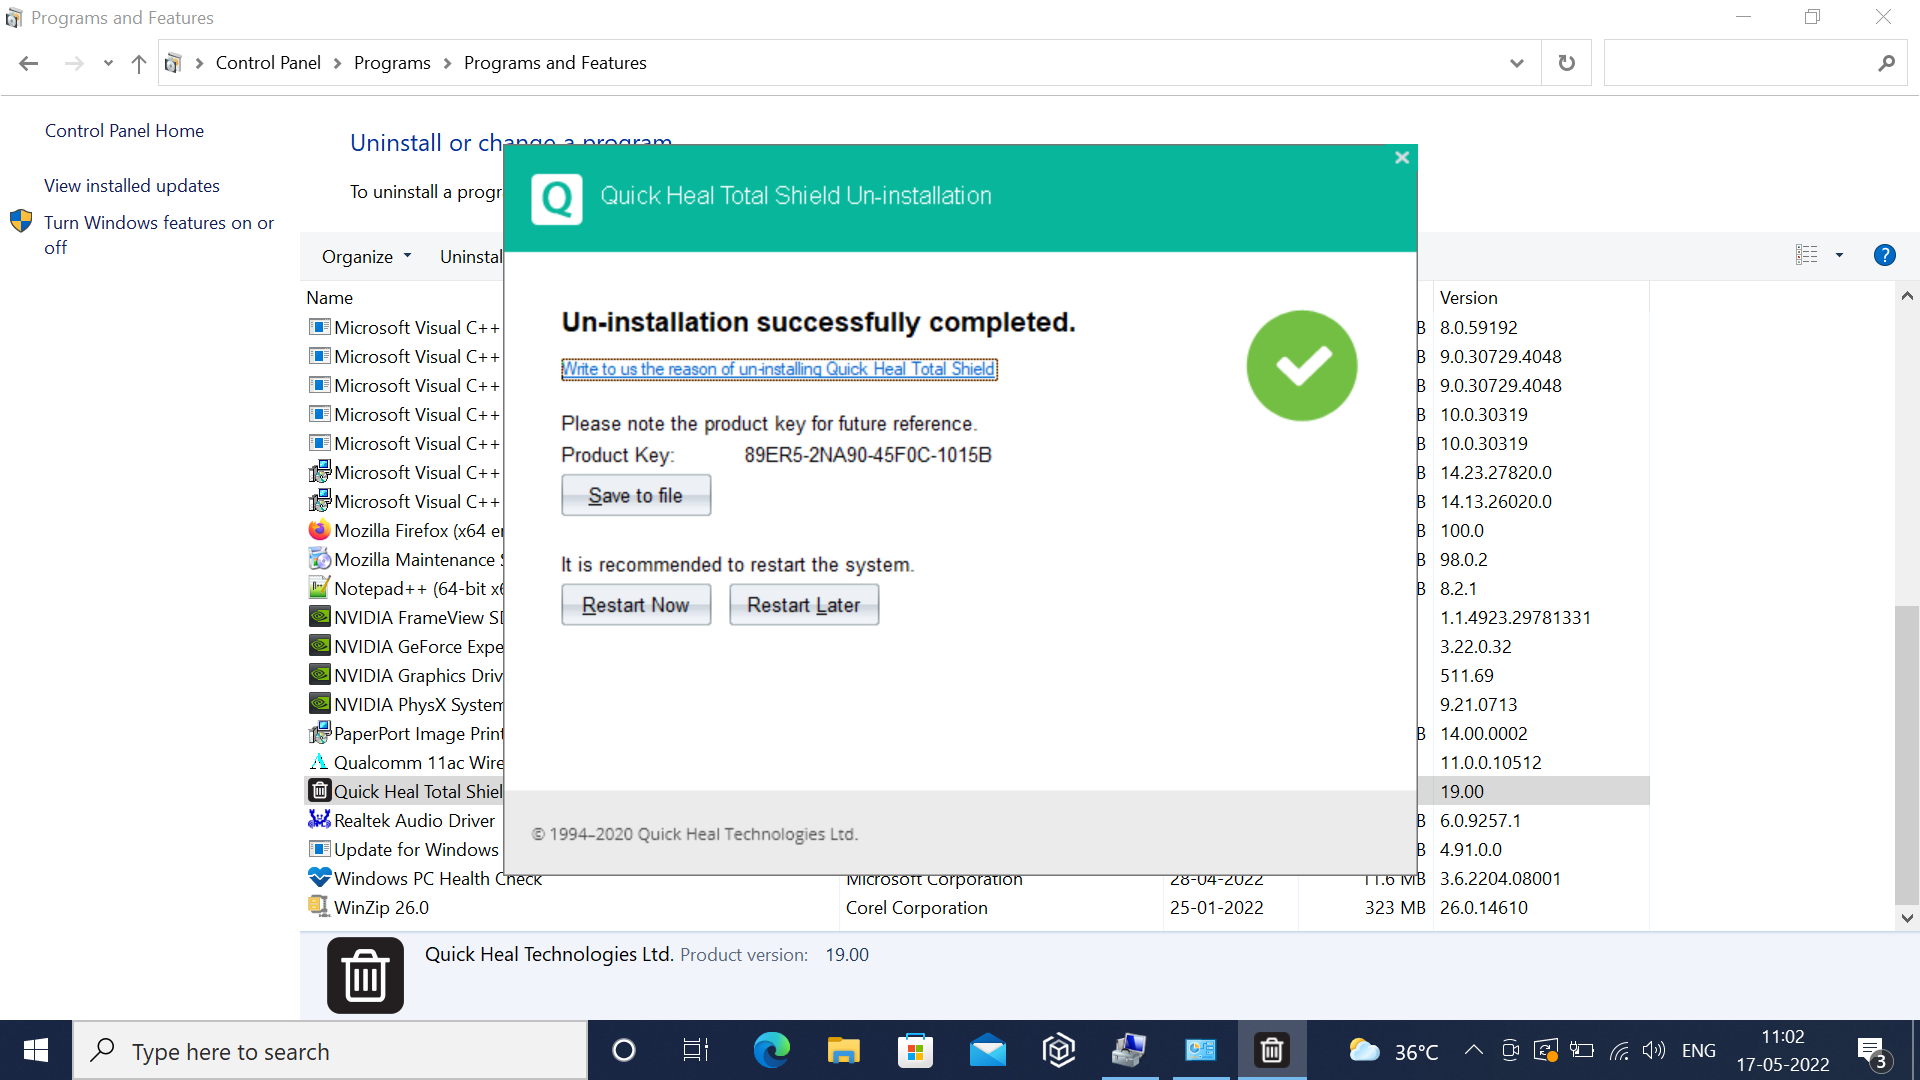 Programs and Features
Control Panel
Programs
Programs and Features
Control Panel Home
View installed updates
Turn Windows features on or
off
Uninstall or change a program
To uninstall a progr
Organize
Uninstal
Name
Version
Microsoft Visual C++
B 8.0.59192
Microsoft Visual C++
B 9.0.30729.4048
Microsoft Visual C++
B 9.0.30729.4048
Microsoft Visual C++
B 10.0.30319
Microsoft Visual C++
B 10.0.30319
Microsoft Visual C++
B 14.23.27820.0
Microsoft Visual C++
B 14.13.26020.0
Mozilla Firefox (x64 e
B 100.0
Mozilla Maintenance
B 98.0.2
Notepad++ (64-bit x6
B 8.2.1
NVIDIA FrameView S
1.1.4923.29781331
NVIDIA GeForce Expe
3.22.0.32
NVIDIA Graphics Driv
511.69
NVIDIA PhysX System
9.21.0713
PaperPort Image Print
B 14.00.0002
Qualcomm 11ac Wire
11.0.0.10512
Quick Heal Total Shiel
19.00
Realtek Audio Driver
B 6.0.9257.1
Update for Windows
B 4.91.0.0
Windows PC Health Check
Microsoft Corporation
28-04-2022
11.6 MB
3.6.2204.08001
WinZip 26.0
Corel Corporation
25-01-2022
323 MB
26.0.14610
Q
Quick Heal Total Shield Un-installation
Un-installation successfully completed.
Write to us the reason of un-installing Quick Heal Total Shield
Please note the product key for future reference.
Product Key: 89ER5-2NA90-45F0C-1015B
Save to file
It is recommended to restart the system.
Restart Now
Restart Later
© 1994–2020 Quick Heal Technologies Ltd.
Quick Heal Technologies Ltd. Product version: 19.00
Type here to search
36°C
ENG
11:02
17-05-2022
3